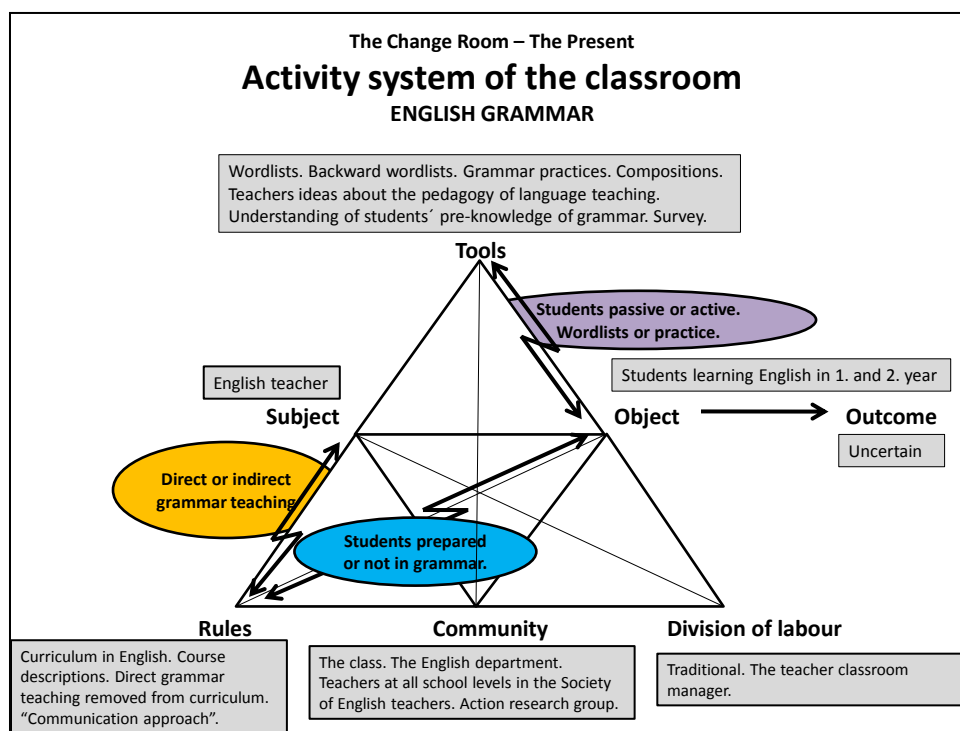 The Change Room – The Present
Activity system of the classroom
ENGLISH GRAMMAR
Wordlists. Backward wordlists. Grammar practices. Compositions.
Teachers ideas about the pedagogy of language teaching.
Understanding of students´ pre-knowledge of grammar. Survey.
Tools
Students passive or active.
Wordlists or practice.
English teacher
Students learning English in 1. and 2. year
Subject
Object
Outcome
Uncertain
Direct or indirect
grammar teaching
Students prepared
or not in grammar.
Rules
Community
Division of labour
Curriculum in English. Course
descriptions. Direct grammar
teaching removed from curriculum.
“Communication approach”.
The class. The English department.
Teachers at all school levels in the Society
of English teachers. Action research group.
Traditional. The teacher classroom
manager.